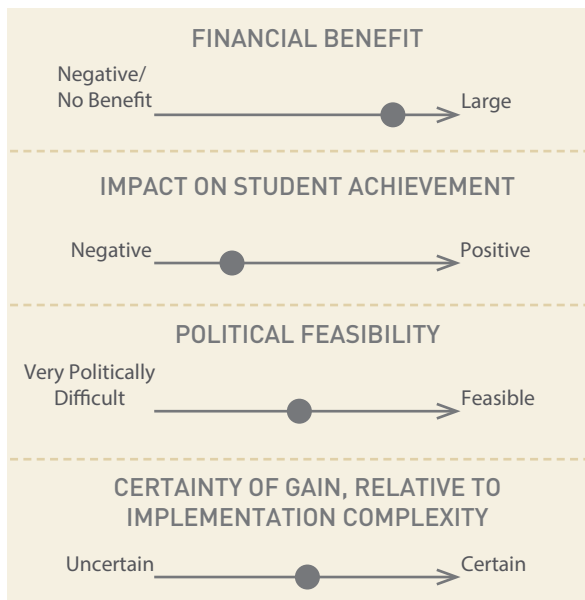 FINANCIAL BENEFIT
Negative/
No Benefit
Large
IMPACT ON STUDENT ACHIEVEMENT
Negative
Positive
POLITICAL FEASIBILITY
Very Politically
Difficult
Feasible
CERTAINTY OF GAIN, RELATIVE TO
IMPLEMENTATION COMPLEXITY
Uncertain
Certain